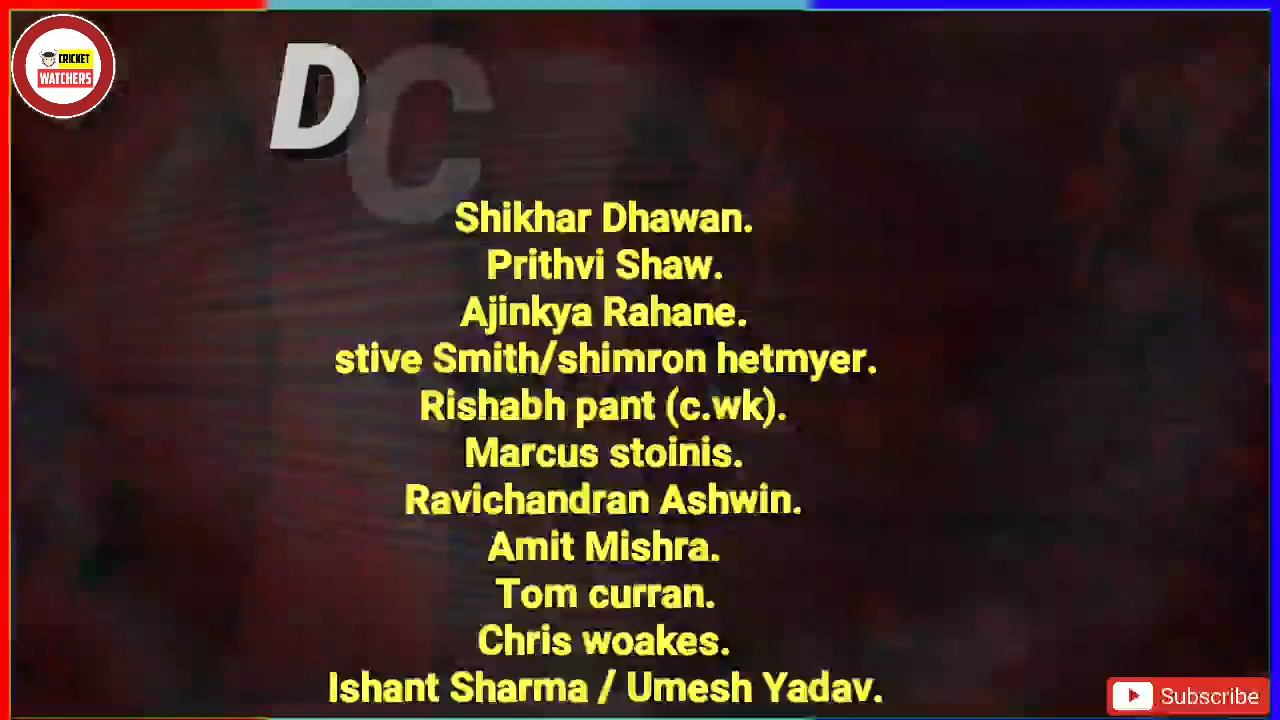 CRICKET
WATCHERS
DC
Shikhar Dhawan.
Prithvi Shaw.
Ajinkya Rahane.
stive Smith/shimron hetmyer.
Rishabh pant (c.wk).
Marcus stoinis.
Ravichandran Ashwin.
Amit Mishra.
Tom curran.
Chris woakes.
Ishant Sharma / Umesh Yadav.
Subscribe